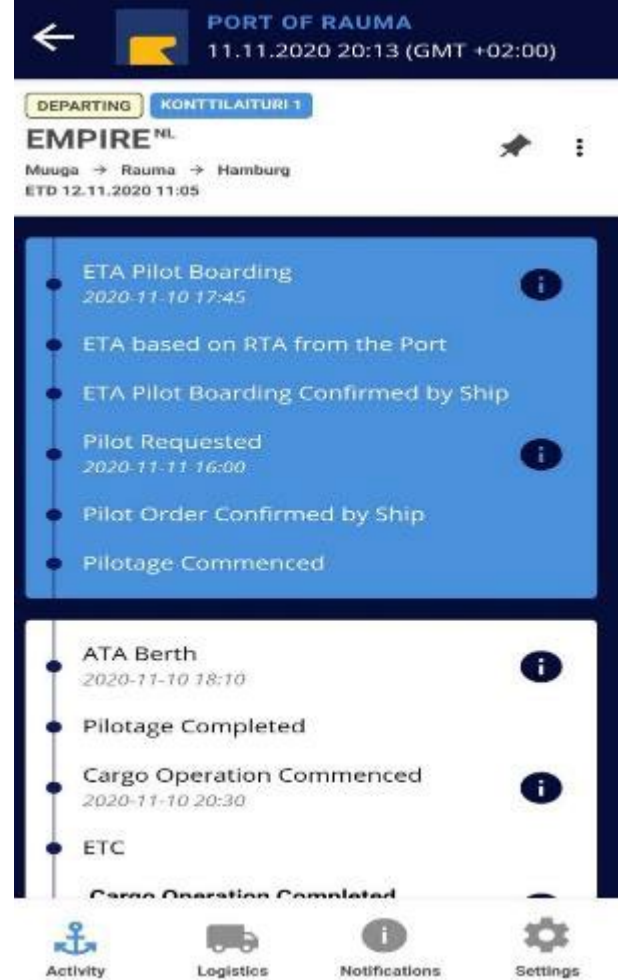 PORT OF RAUMA
11.11.2020 20:13 (GMT +02:00)
DEPARTING KONTTILAITURI 1
EMPIRE NL
Muuga → Rauma → Hamburg
ETD 12.11.2020 11:05
ETA Pilot Boarding
2020-11-10 17:45
ETA based on RTA from the Port
ETA Pilot Boarding Confirmed by Ship
Pilot Requested
2020-11-11 16:00
Pilot Order Confirmed by Ship
Pilotage Commenced
ATA Berth
2020-11-10 18:10
Pilotage Completed
Cargo Operation Commenced
2020-11-10 20:30
ETC
Cargo Operation Completed
Activity Logistics Notifications Settings